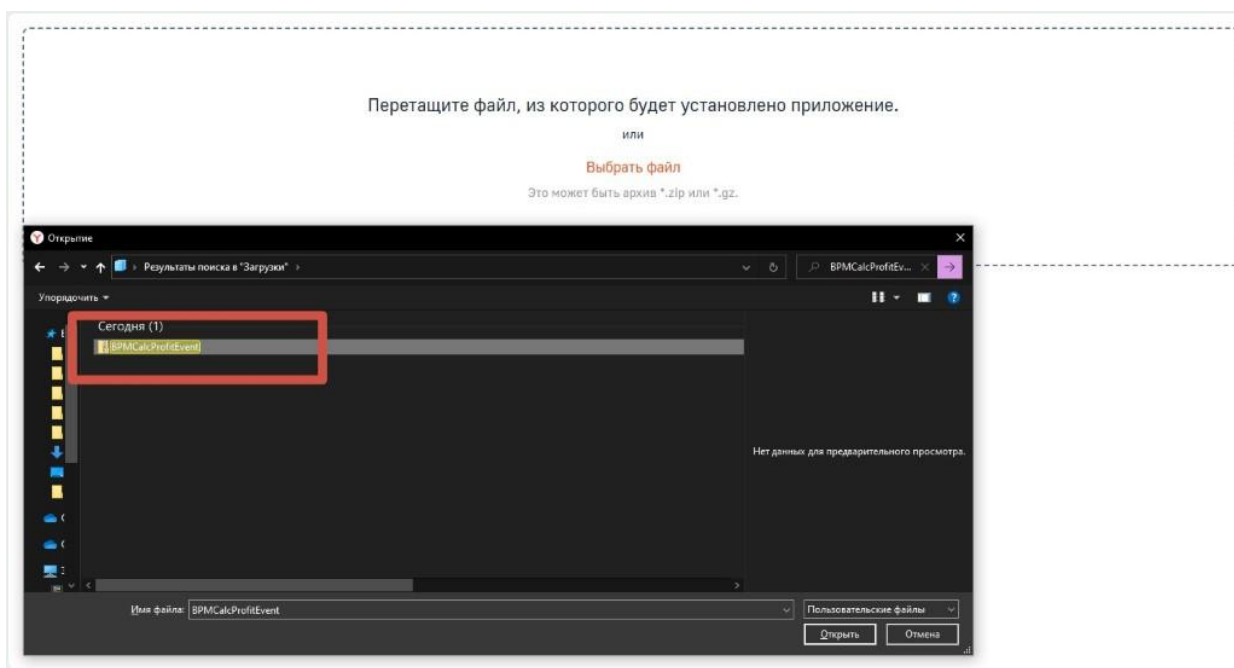 Перетащите файл, из которого будет установлено приложение.
или
Выбрать файл
Это может быть архив *.zip или *.gz.
Открытие
Результаты поиска в "Загрузки"
BPMCalcProfitEv...
Упорядочить
Сегодня (1)
BPMCalcProfitEvent
Нет данных для предварительного просмотра.
Имя файла: BPMCalcProfitEvent
Пользовательские файлы
Открыть
Отмена